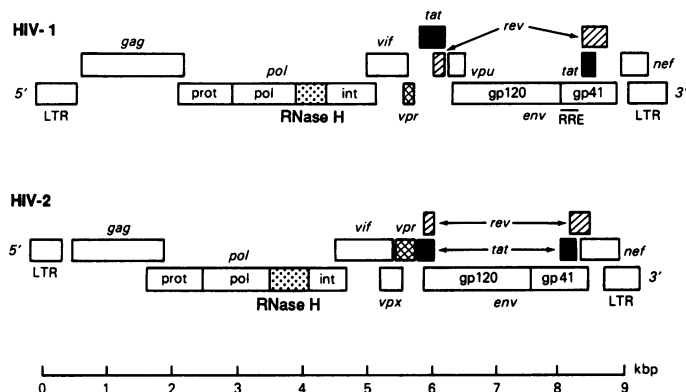 HIV-1
tat
rev
gag
vif
pol
vpu
tat
nef
5'
prot
pol
int
gp120
gp41
3'
LTR
RNase H
vpr
env
RRE
LTR
HIV-2
gag
vif
vpr
rev
pol
tat
nef
5'
LTR
prot
pol
int
gp120
gp41
3'
RNase H
vpx
env
LTR
kbp
0 1 2 3 4 5 6 7 8 9